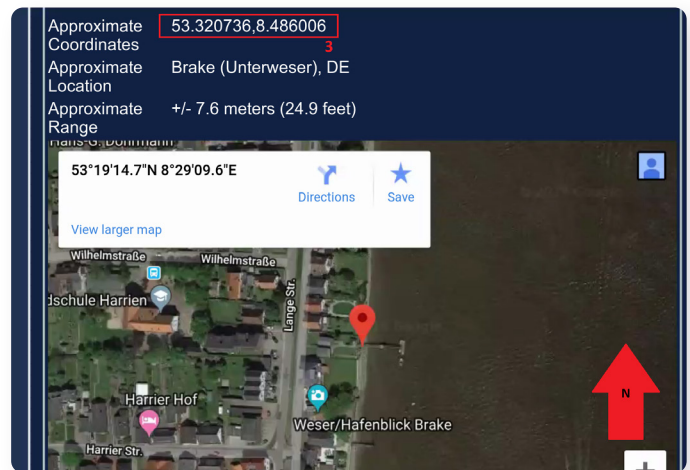 Approximate Coordinates
53.320736,8.486006
3
Approximate Location
Brake (Unterweser), DE
Approximate Range
+/- 7.6 meters (24.9 feet)
53°19'14.7"N 8°29'09.6"E
Directions
Save
View larger map
Wilhelmstraße
Wilhelmstraße
dschule Harrien
Lange Str.
N
Harrier Hof
Weser/Hafenblick Brake
Harrier Str.
+